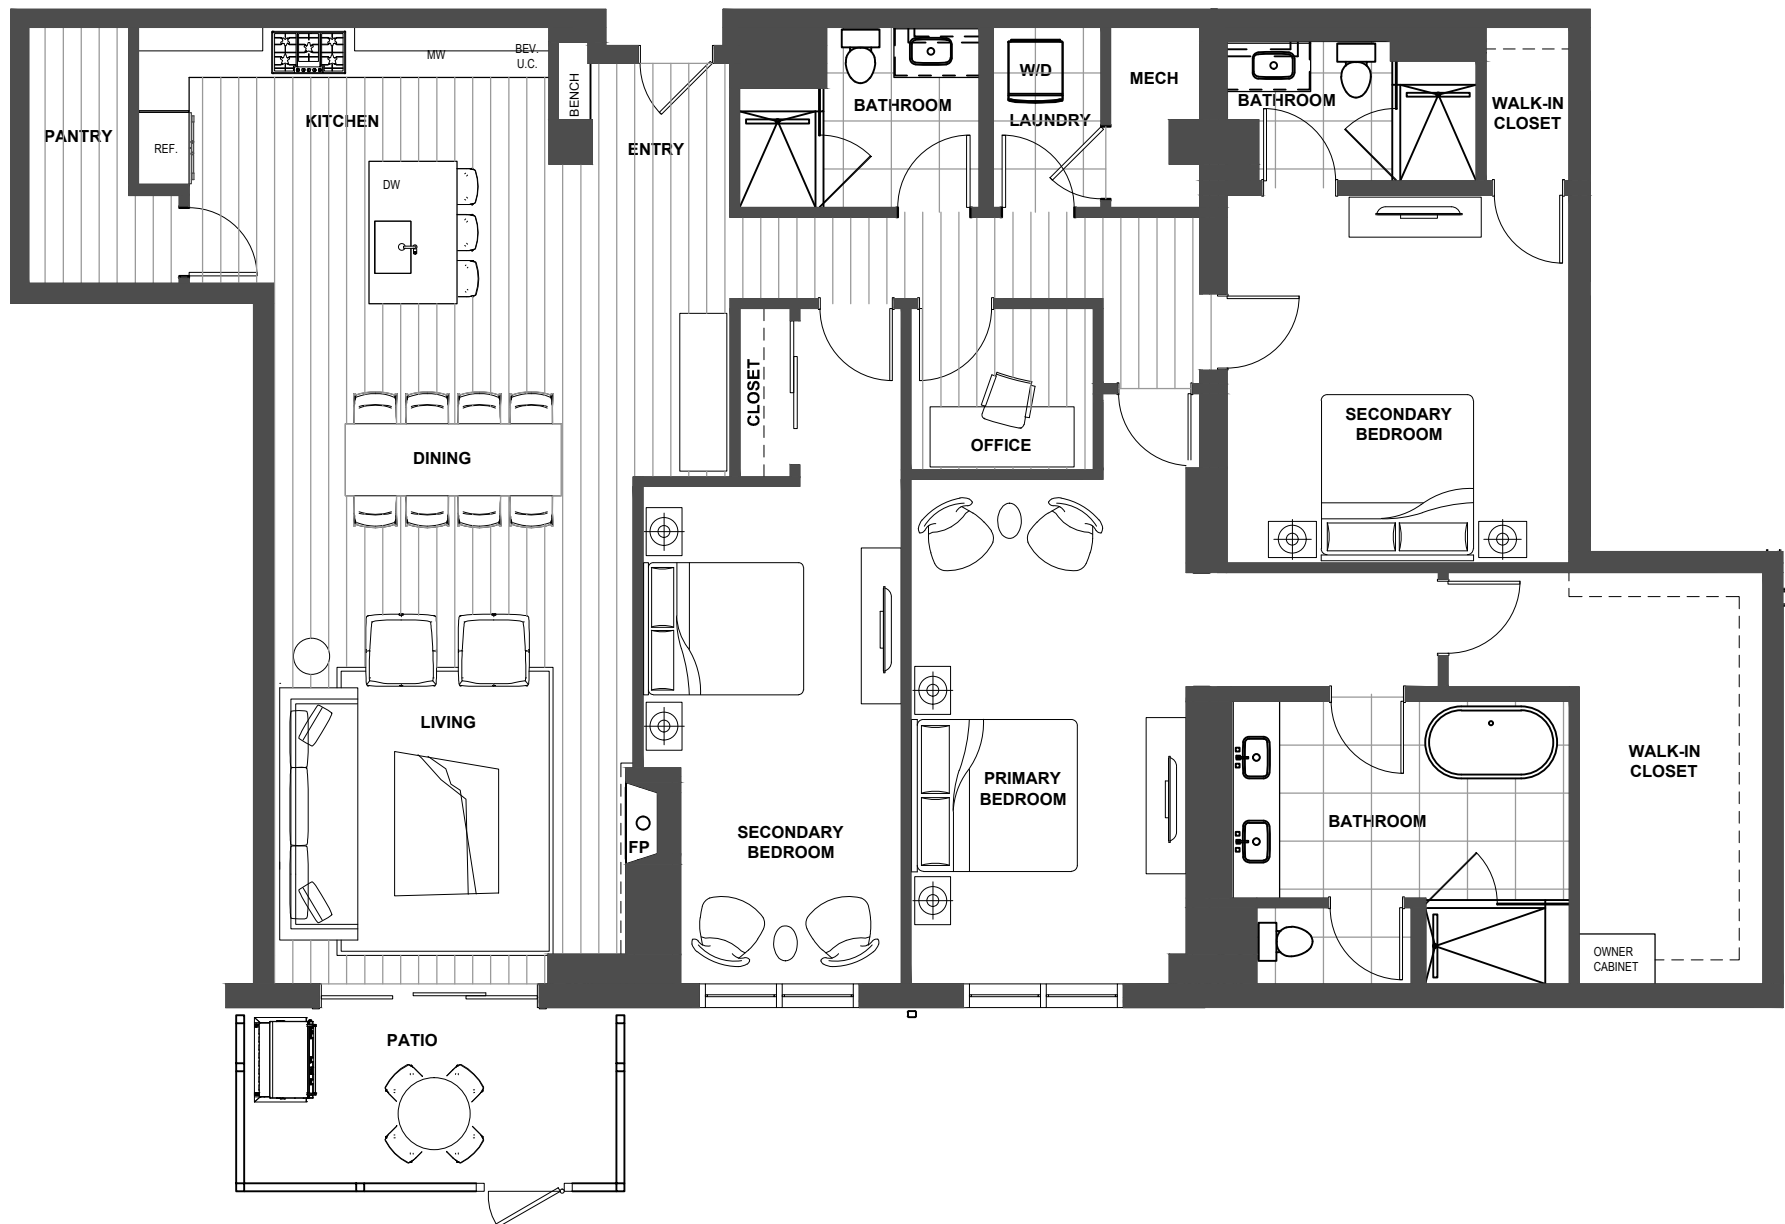 BEV.
U.C.
MW
BENCH
W/D
MECH
BATHROOM
BATHROOM
WALK-IN
CLOSET
LAUNDRY
KITCHEN
PANTRY
REF.
ENTRY
DW
CLOSET
SECONDARY
BEDROOM
OFFICE
DINING
LIVING
WALK-IN
CLOSET
PRIMARY
BEDROOM
BATHROOM
SECONDARY
BEDROOM
FP
OWNER
CABINET
PATIO